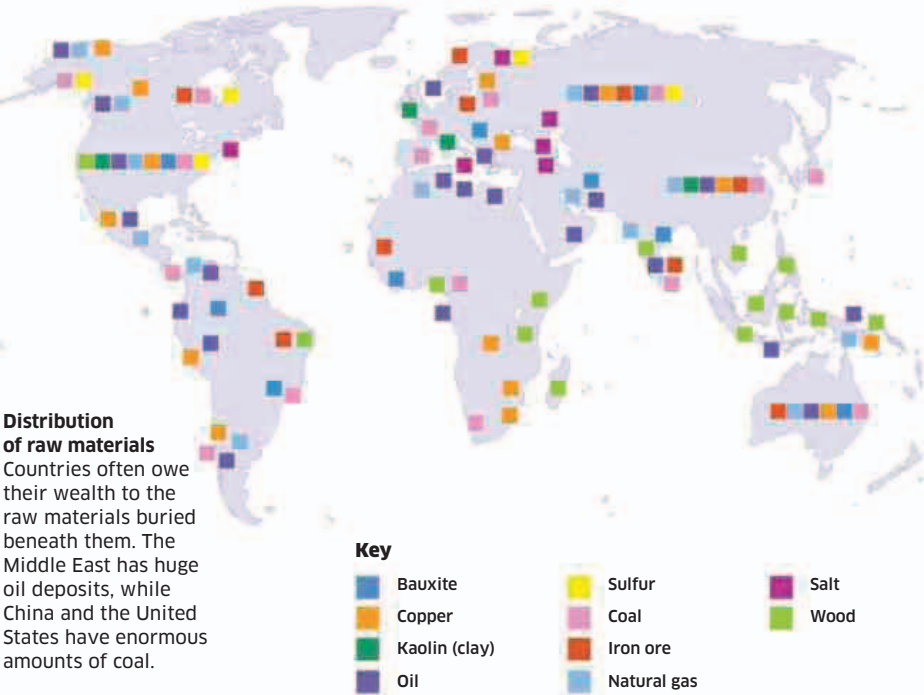 Distribution
of raw materials
Countries often owe
their wealth to the
raw materials buried
beneath them. The
Middle East has huge
oil deposits, while
China and the United
States have enormous
amounts of coal.
Key
Bauxite
Copper
Kaolin (clay)
Oil
Sulfur
Coal
Iron ore
Natural gas
Salt
Wood